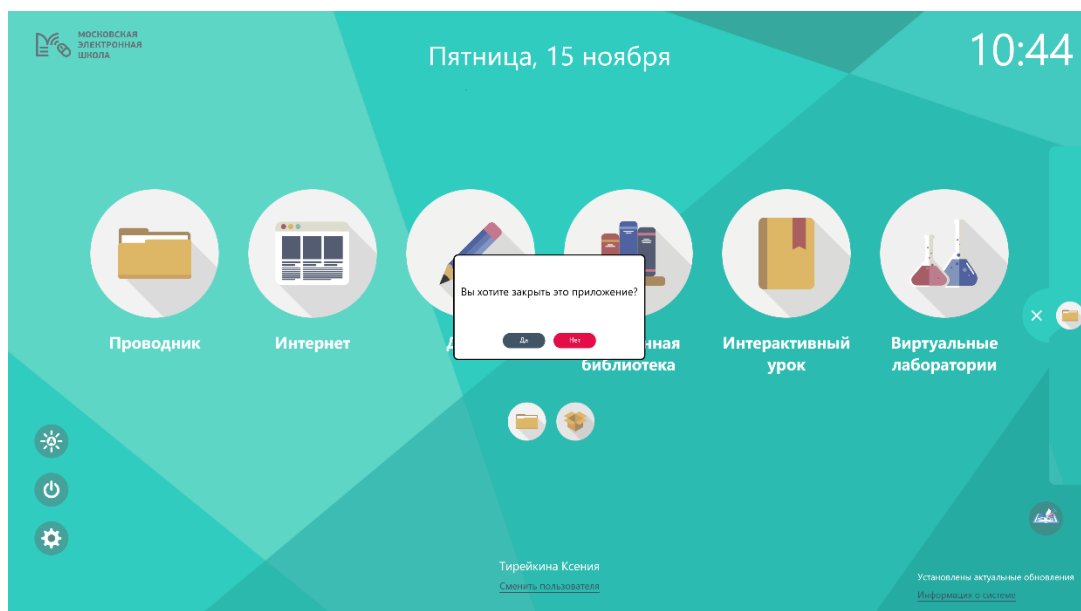 МОСКОВСКАЯ
ЭЛЕКТРОННАЯ
ШКОЛА
Пятница, 15 ноября
10:44
Вы хотите закрыть это приложение?
Да
Нет
Проводник
Интернет
библиотека
Интерактивный
урок
Виртуальные
лаборатории
Тирейкина Ксения
Сменить пользователя
Установлены актуальные обновления
Информация о системе